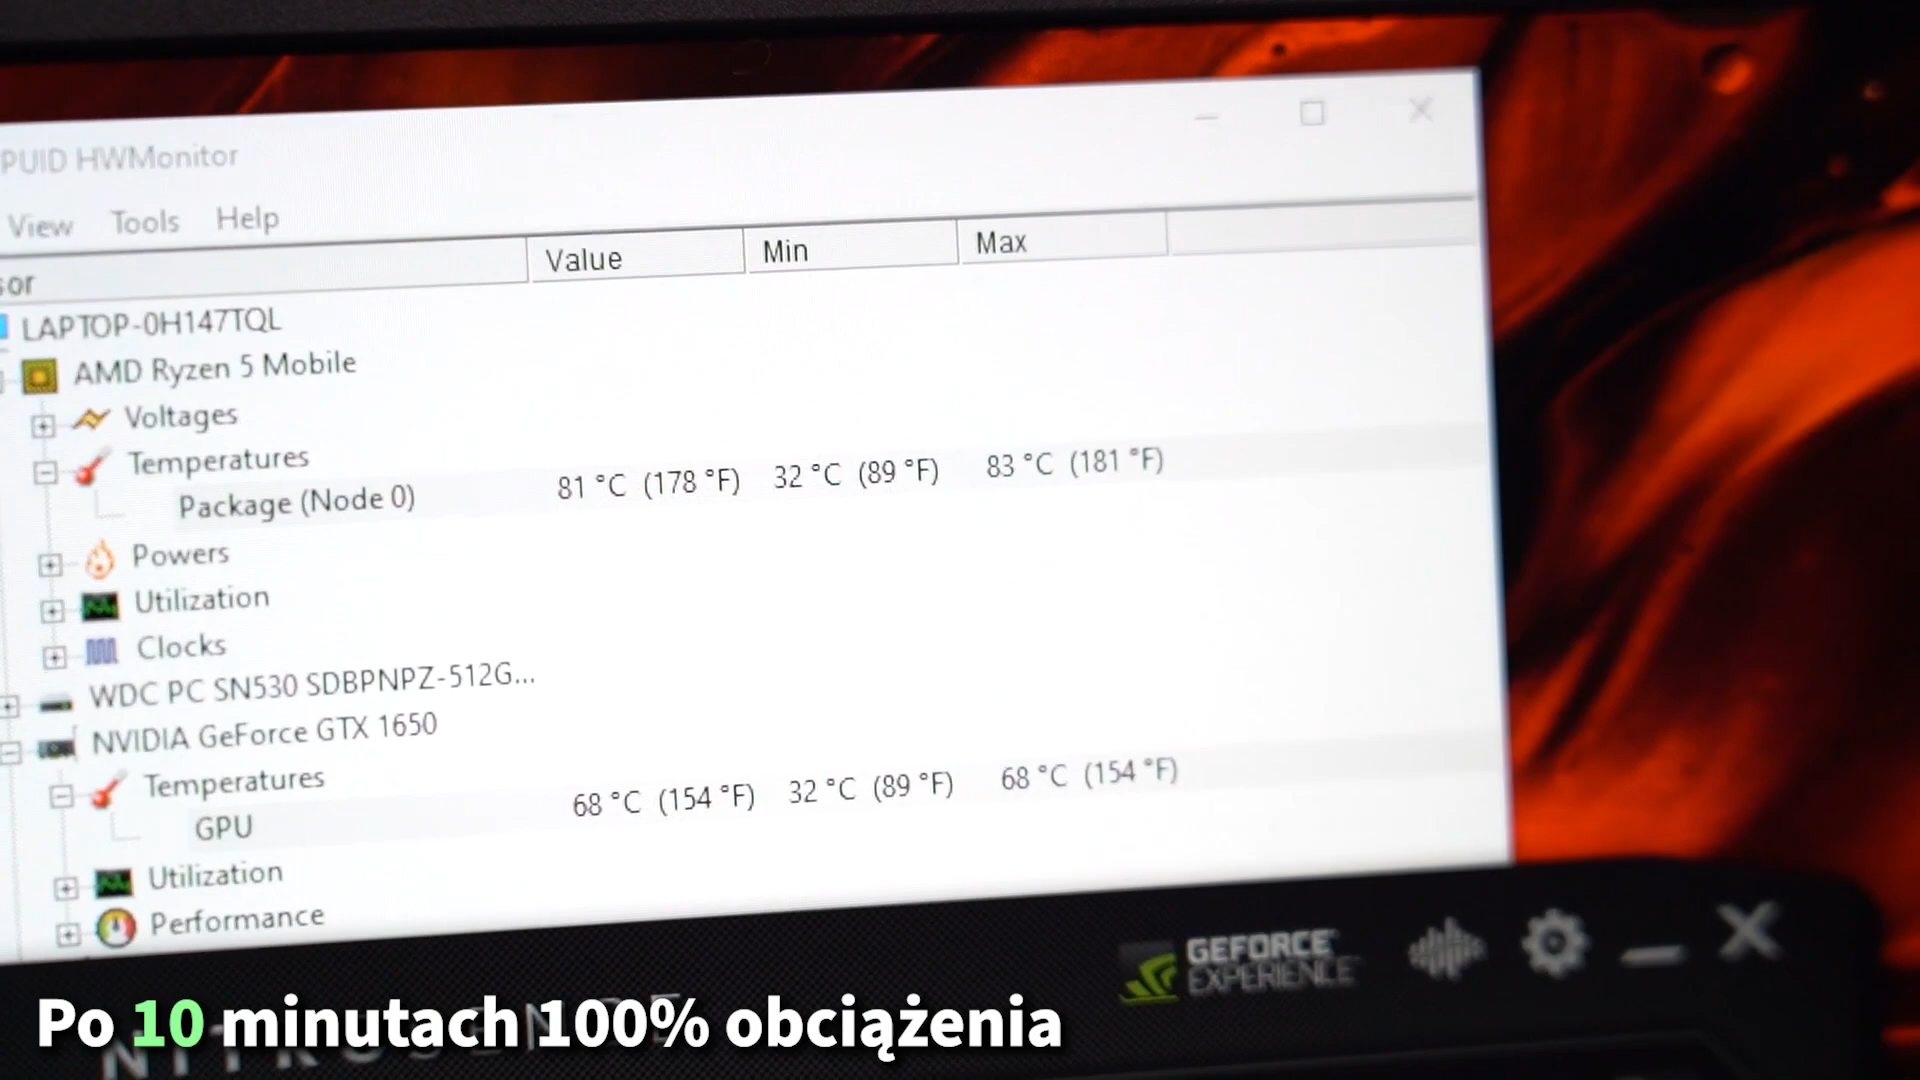 PUID HWMonitor
View Tools Help
sor Value Min Max
LAPTOP-0H147TQL
AMD Ryzen 5 Mobile
Voltages
Temperatures
Package (Node 0) 81 °C (178 °F) 32 °C (89 °F) 83 °C (181 °F)
Powers
Utilization
Clocks
WDC PC SN530 SDBPNPZ-512G...
NVIDIA GeForce GTX 1650
Temperatures
GPU 68 °C (154 °F) 32 °C (89 °F) 68 °C (154 °F)
Utilization
Performance
GEFORCE
EXPERIENCE
Po 10 minutach 100% obciążenia